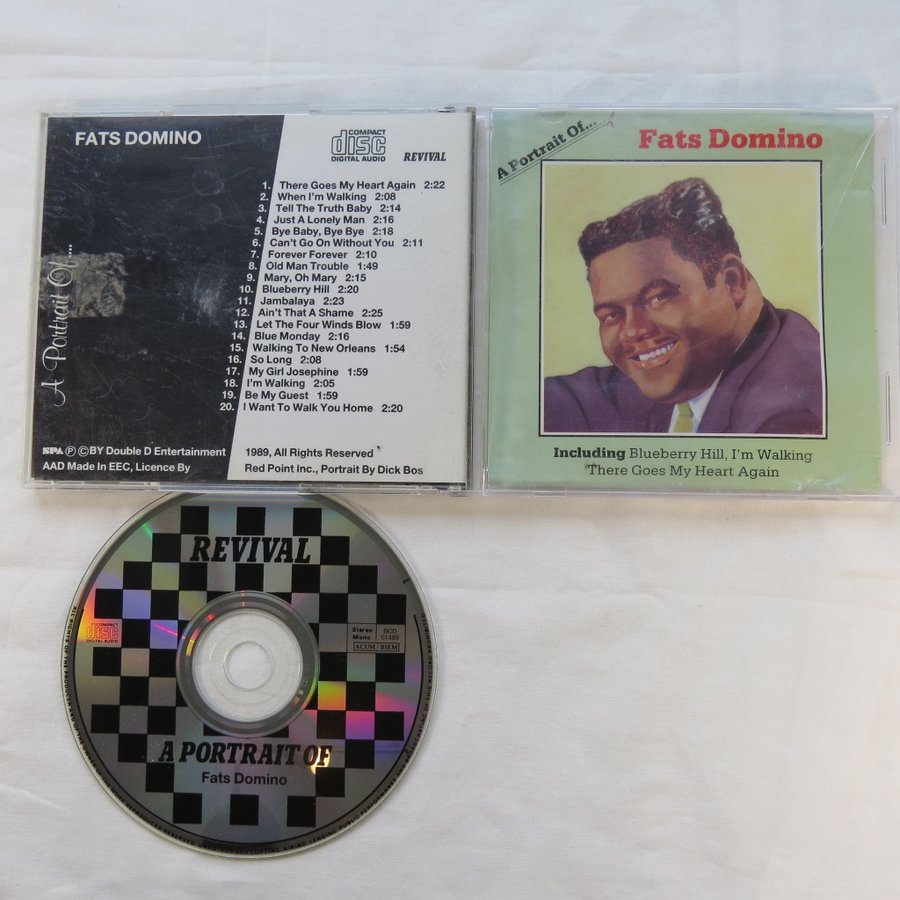 FATS DOMINO
COMPACT
disc
DIGITAL AUDIO
REVIVAL
A Portrait Of....
1. There Goes My Heart Again 2:22
2. When I'm Walking 2:08
3. Tell The Truth Baby 2:14
4. Just A Lonely Man 2:16
5. Bye Baby, Bye Bye 2:18
6. Can't Go On Without You 2:11
7. Forever Forever 2:10
8. Old Man Trouble 1:49
9. Mary, Oh Mary 2:15
10. Blueberry Hill 2:20
11. Jambalaya 2:23
12. Ain't That A Shame 2:25
13. Let The Four Winds Blow 1:59
14. Blue Monday 2:16
15. Walking To New Orleans 1:54
16. So Long 2:08
17. My Girl Josephine 1:59
18. I'm Walking 2:05
19. Be My Guest 1:59
20. I Want To Walk You Home 2:20
SPA ℗ ©BY Double D Entertainment 1989, All Rights Reserved
AAD Made In EEC, Licence By Red Point Inc., Portrait By Dick Bos
A Portrait Of...
Fats Domino
Including Blueberry Hill, I'm Walking
There Goes My Heart Again
REVIVAL
COMPACT
disc
DIGITAL AUDIO
Stereo
Mono
BCD
01489
ACUM / BIEM
A PORTRAIT OF
Fats Domino